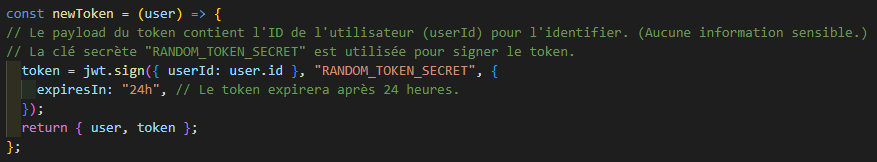 const newToken = (user) => {
// Le payload du token contient l'ID de l'utilisateur (userId) pour l'identifier. (Aucune information sensible.)
// La clé secrète "RANDOM_TOKEN_SECRET" est utilisée pour signer le token.
  token = jwt.sign({ userId: user.id }, "RANDOM_TOKEN_SECRET", {
    expiresIn: "24h", // Le token expirera après 24 heures.
  });
  return { user, token };
};